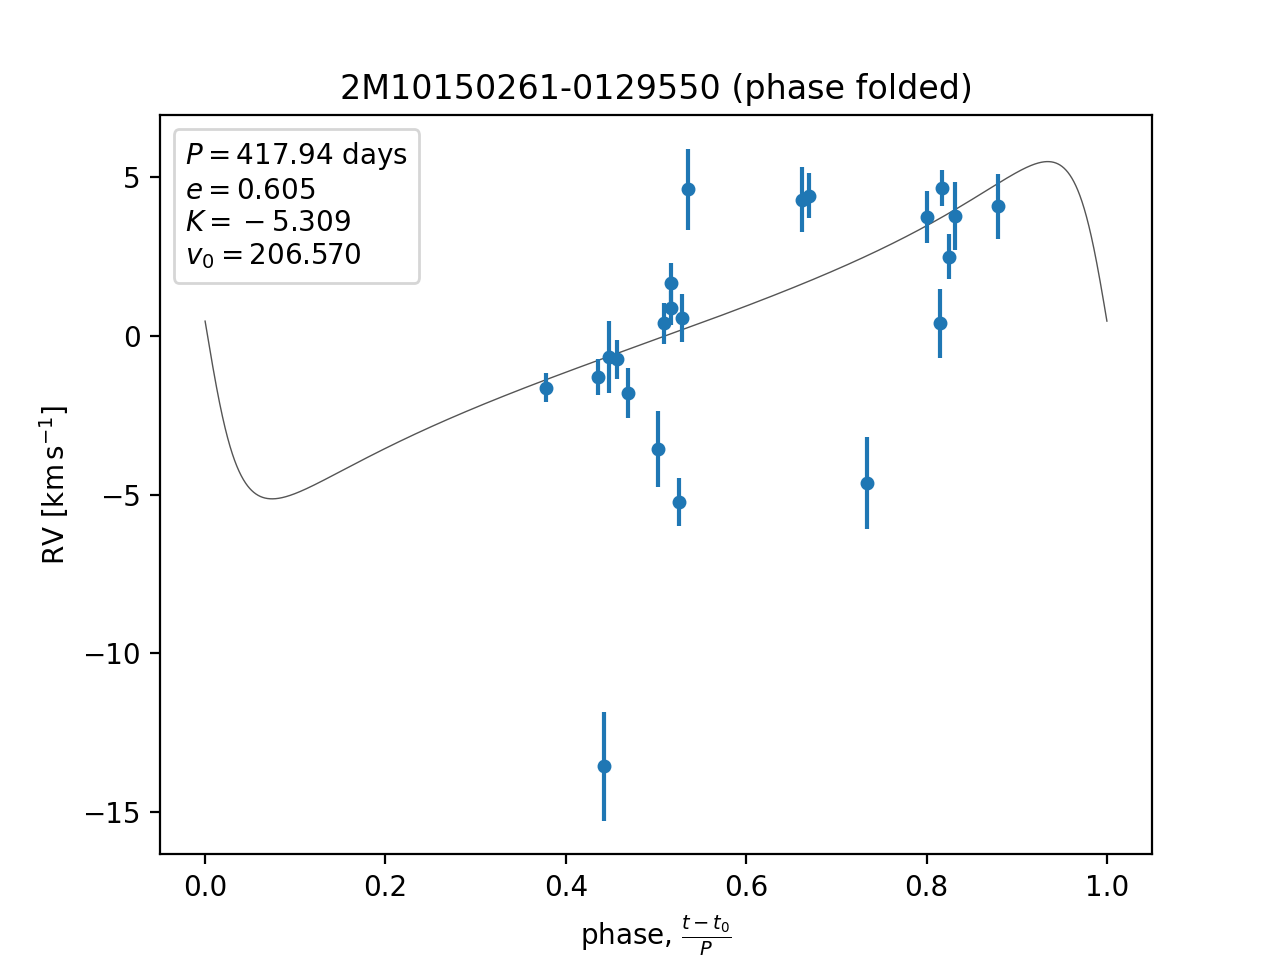 2M10150261-0129550 (phase folded)
P = 417.94 days
e = 0.605
K = −5.309
v₀ = 206.570
5
0
−5
−10
−15
RV [km s⁻¹]
0.0 0.2 0.4 0.6 0.8 1.0
phase, (t − t₀)/P